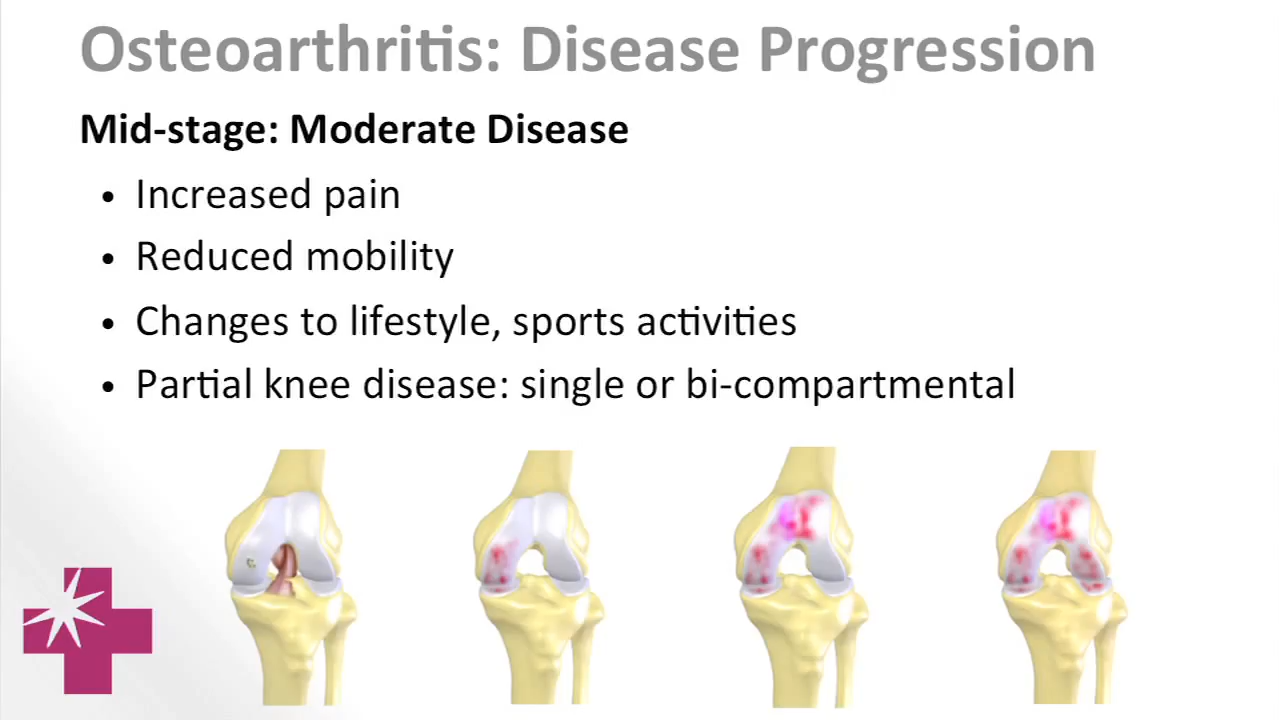 Osteoarthritis: Disease Progression
Mid-stage: Moderate Disease
• Increased pain
• Reduced mobility
• Changes to lifestyle, sports activities
• Partial knee disease: single or bi-compartmental